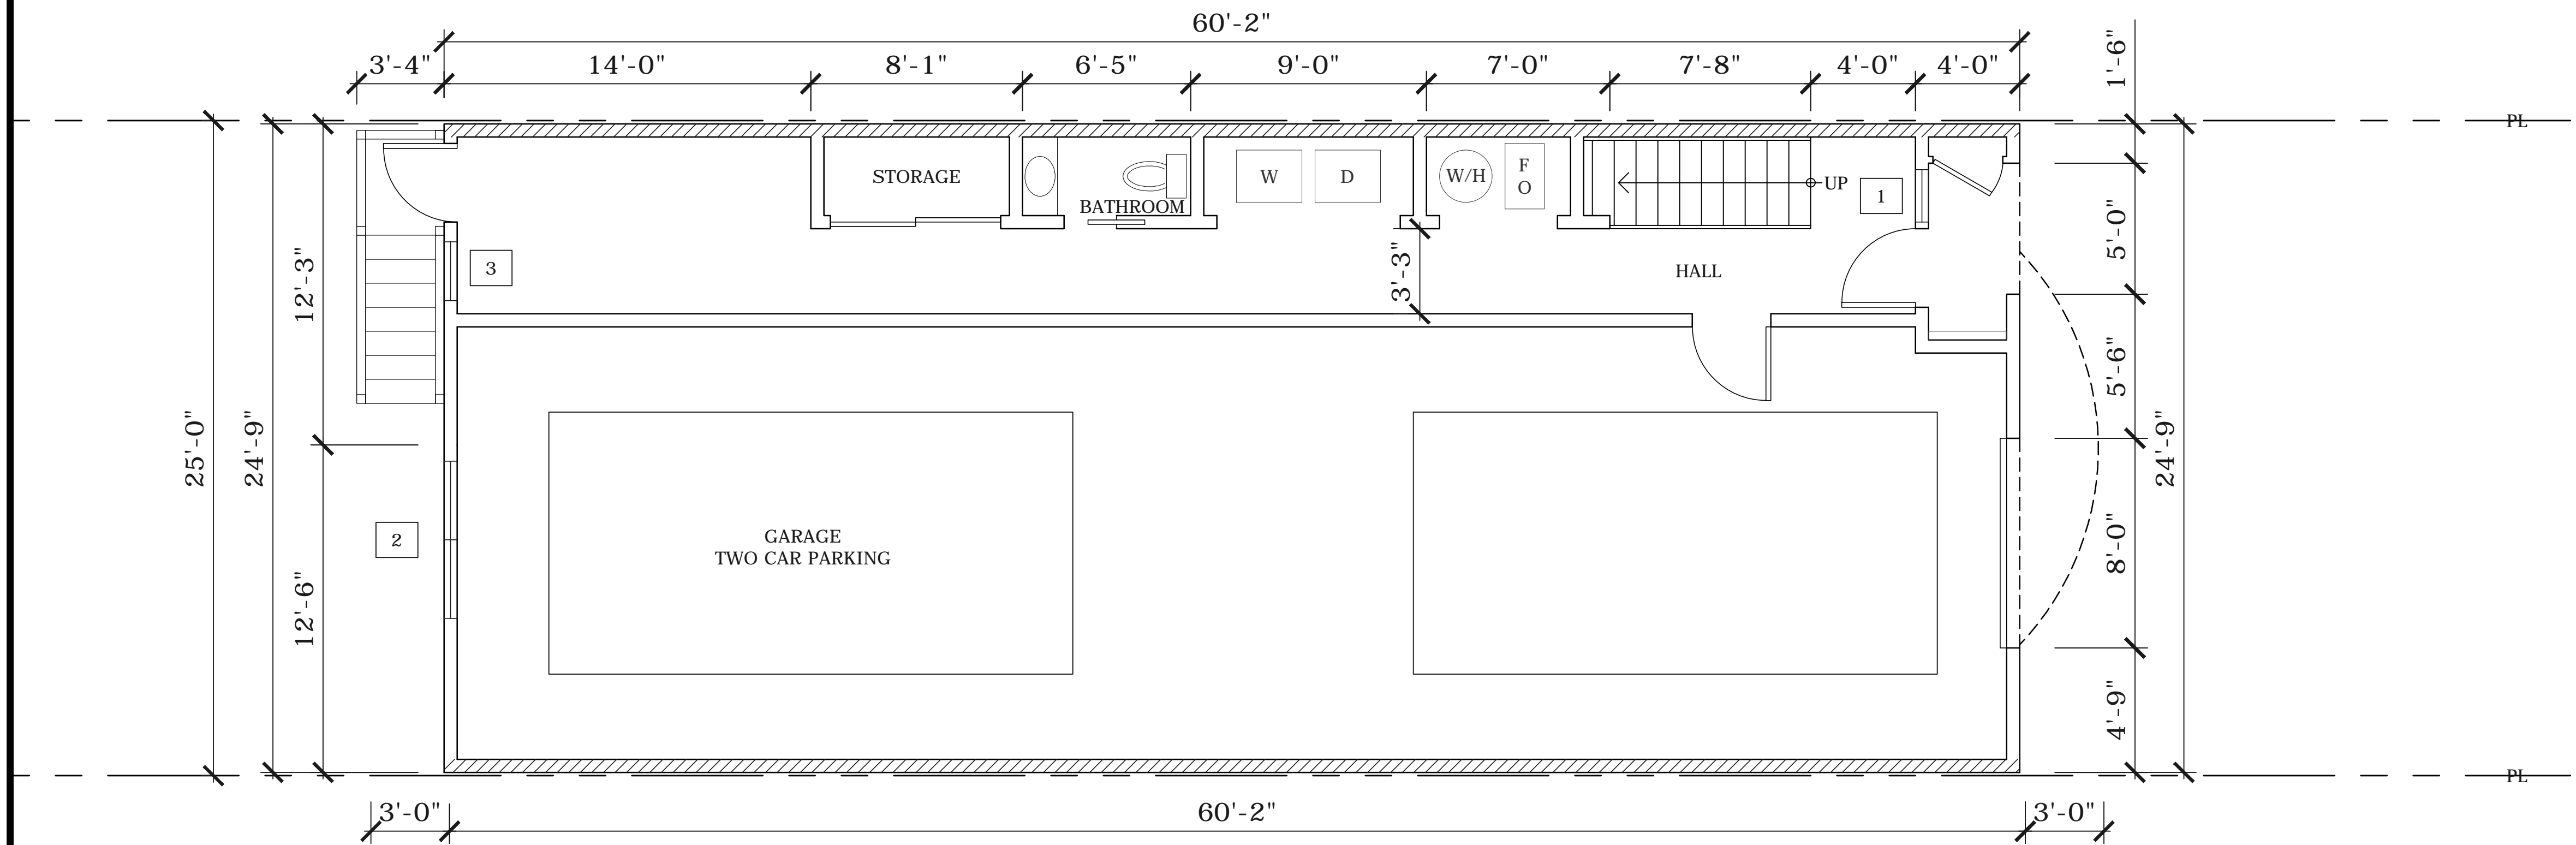 60'-2"
3'-4"
14'-0"
8'-1"
6'-5"
9'-0"
7'-0"
7'-8"
4'-0"
4'-0"
1'-6"
PL
STORAGE
BATHROOM
W
D
W/H
F
O
UP
1
5'-0"
3
12'-3"
3'-3"
HALL
5'-6"
25'-0"
24'-9"
24'-9"
2
GARAGE
TWO CAR PARKING
8'-0"
12'-6"
4'-9"
PL
3'-0"
60'-2"
3'-0"